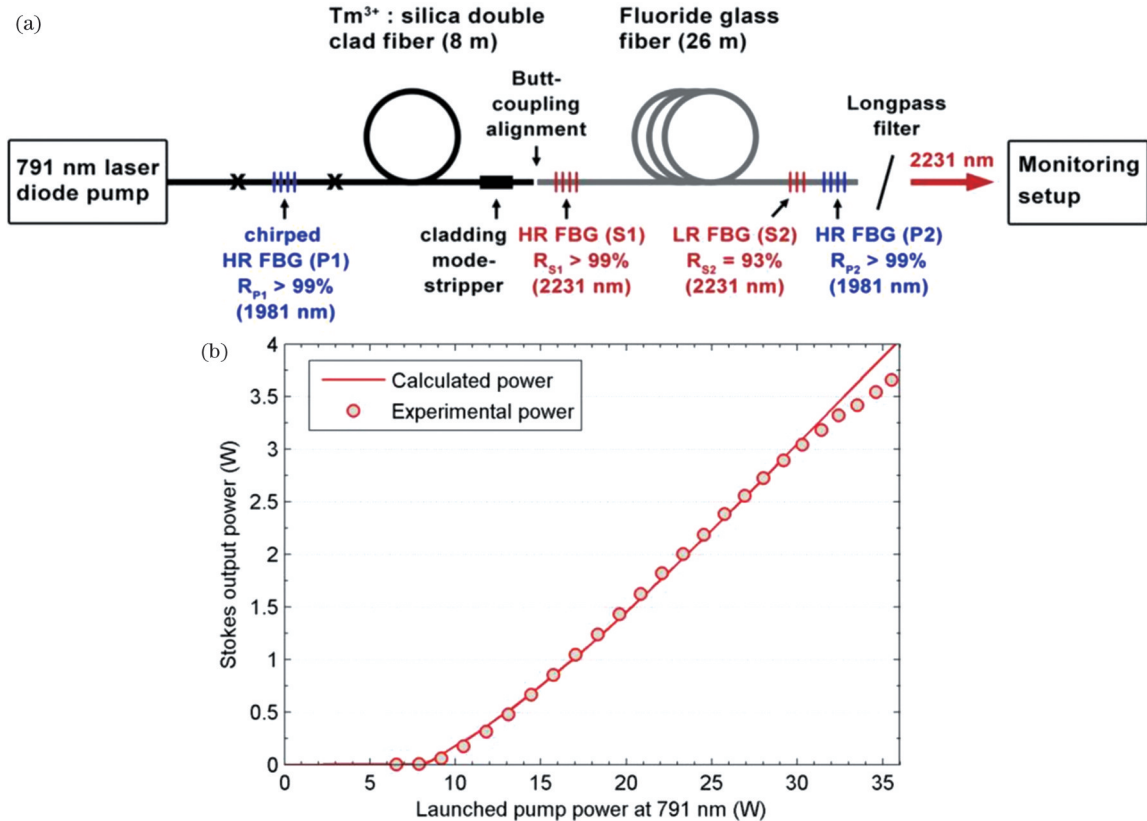 (a)
Tm³⁺ : silica double
clad fiber (8 m)
Fluoride glass
fiber (26 m)
Butt-
coupling
alignment
Longpass
filter
791 nm laser
diode pump
2231 nm
Monitoring
setup
chirped
HR FBG (P1)
R_P1 > 99%
(1981 nm)
cladding
mode-
stripper
HR FBG (S1)
R_S1 > 99%
(2231 nm)
LR FBG (S2)
R_S2 = 93%
(2231 nm)
HR FBG (P2)
R_P2 > 99%
(1981 nm)
(b)
Calculated power
Experimental power
Stokes output power (W)
4
3.5
3
2.5
2
1.5
1
0.5
0
0 5 10 15 20 25 30 35
Launched pump power at 791 nm (W)